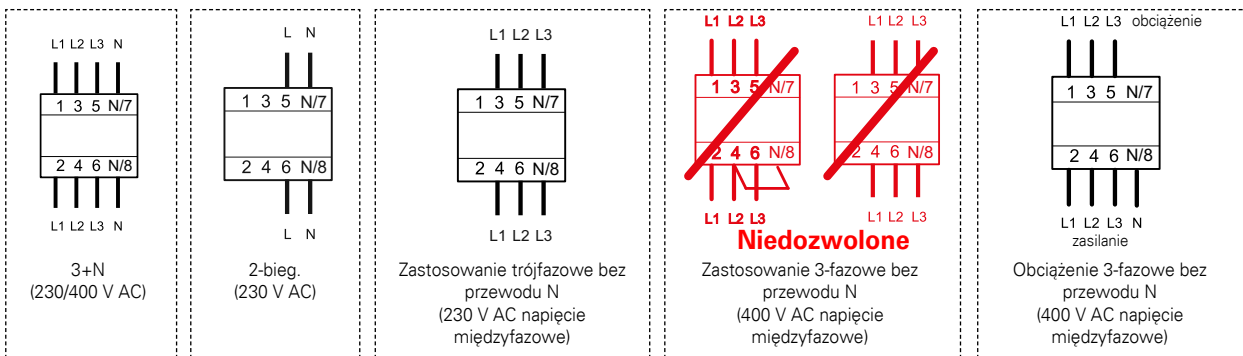 L1 L2 L3 N
1 3 5 N/7
2 4 6 N/8
L1 L2 L3 N
3+N
(230/400 V AC)
L N
1 3 5 N/7
2 4 6 N/8
L N
2-bieg.
(230 V AC)
L1 L2 L3
1 3 5 N/7
2 4 6 N/8
L1 L2 L3
Zastosowanie trójfazowe bez
przewodu N
(230 V AC napięcie
międzyfazowe)
L1 L2 L3
1 3 5 N/7
2 4 6 N/8
L1 L2 L3
L1 L2 L3
1 3 5 N/7
2 4 6 N/8
L1 L2 L3
Niedozwolone
Zastosowanie 3-fazowe bez
przewodu N
(400 V AC napięcie
międzyfazowe)
L1 L2 L3 obciążenie
1 3 5 N/7
2 4 6 N/8
L1 L2 L3 N
zasilanie
Obciążenie 3-fazowe bez
przewodu N
(400 V AC napięcie
międzyfazowe)